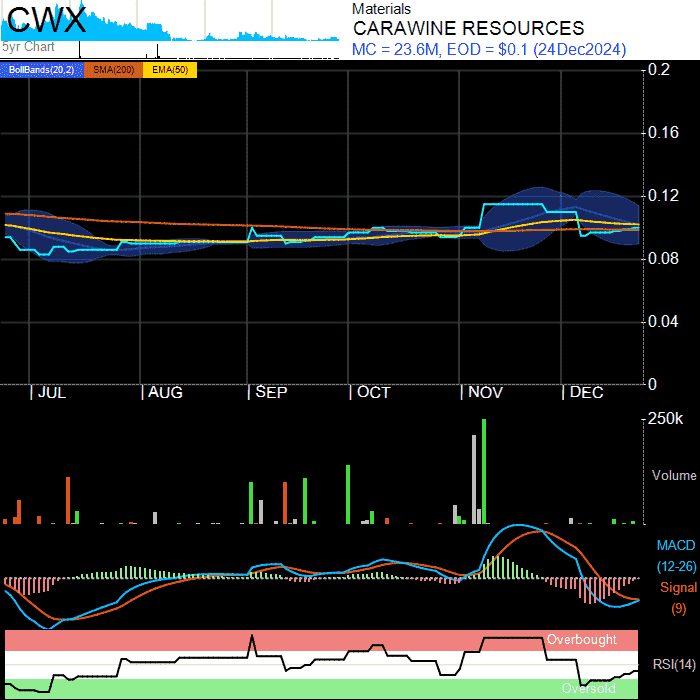 CWX
5yr Chart
Materials
CARAWINE RESOURCES
MC = 23.6M, EOD = $0.1 (24Dec2024)
BollBands(20,2) SMA(200) EMA(50)
0.2
0.16
0.12
0.08
0.04
0
JUL AUG SEP OCT NOV DEC
250k
Volume
MACD
(12-26)
Signal
(9)
Overbought
RSI(14)
Oversold